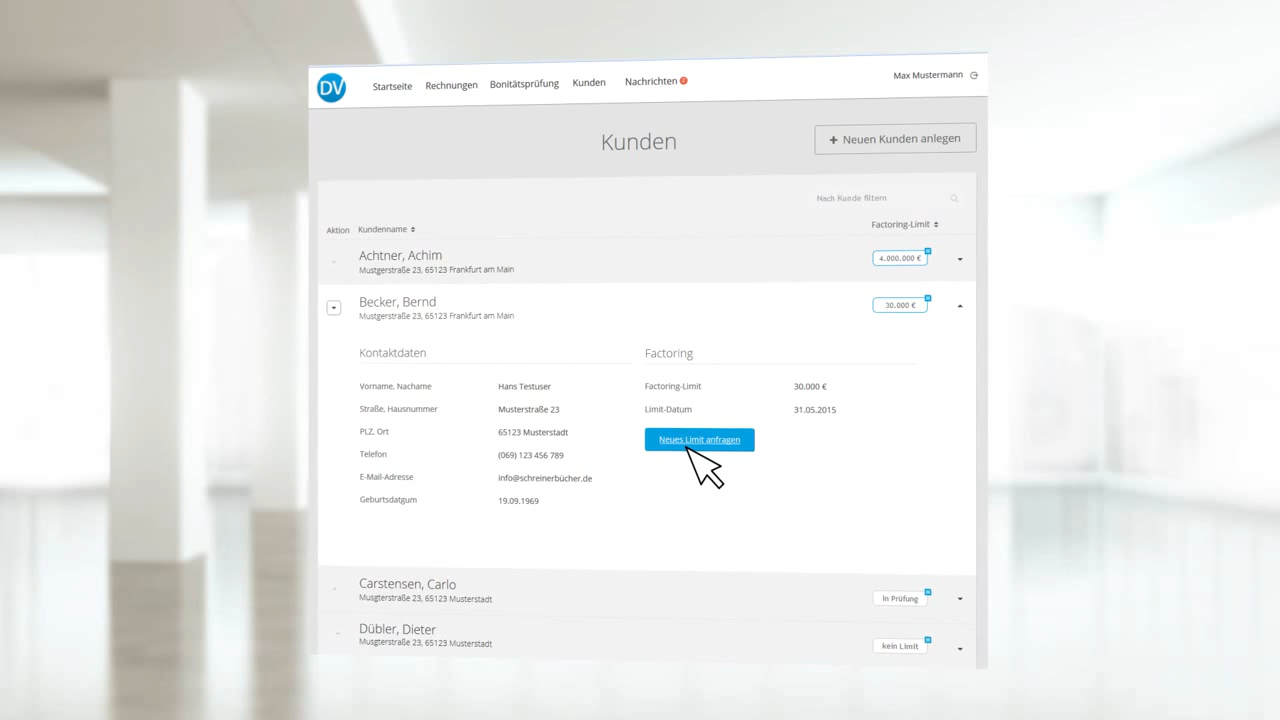 DV Startseite Rechnungen Bonitätsprüfung Kunden Nachrichten Max Mustermann
Kunden
+ Neuen Kunden anlegen
Nach Kunde filtern
Aktion Kundenname Factoring-Limit
Achtner, Achim
Mustgerstraße 23, 65123 Frankfurt am Main
4.000.000 €
Becker, Bernd
Mustgerstraße 23, 65123 Frankfurt am Main
30.000 €
Kontaktdaten
Vorname, Nachame Hans Testuser
Straße, Hausnummer Musterstraße 23
PLZ, Ort 65123 Musterstadt
Telefon (069) 123 456 789
E-Mail-Adresse info@schreinerbücher.de
Geburtsdatgum 19.09.1969
Factoring
Factoring-Limit 30.000 €
Limit-Datum 31.05.2015
Neues Limit anfragen
Carstensen, Carlo
Musgterstraße 23, 65123 Musterstadt
In Prüfung
Dübler, Dieter
Musgterstraße 23, 65123 Musterstadt
kein Limit